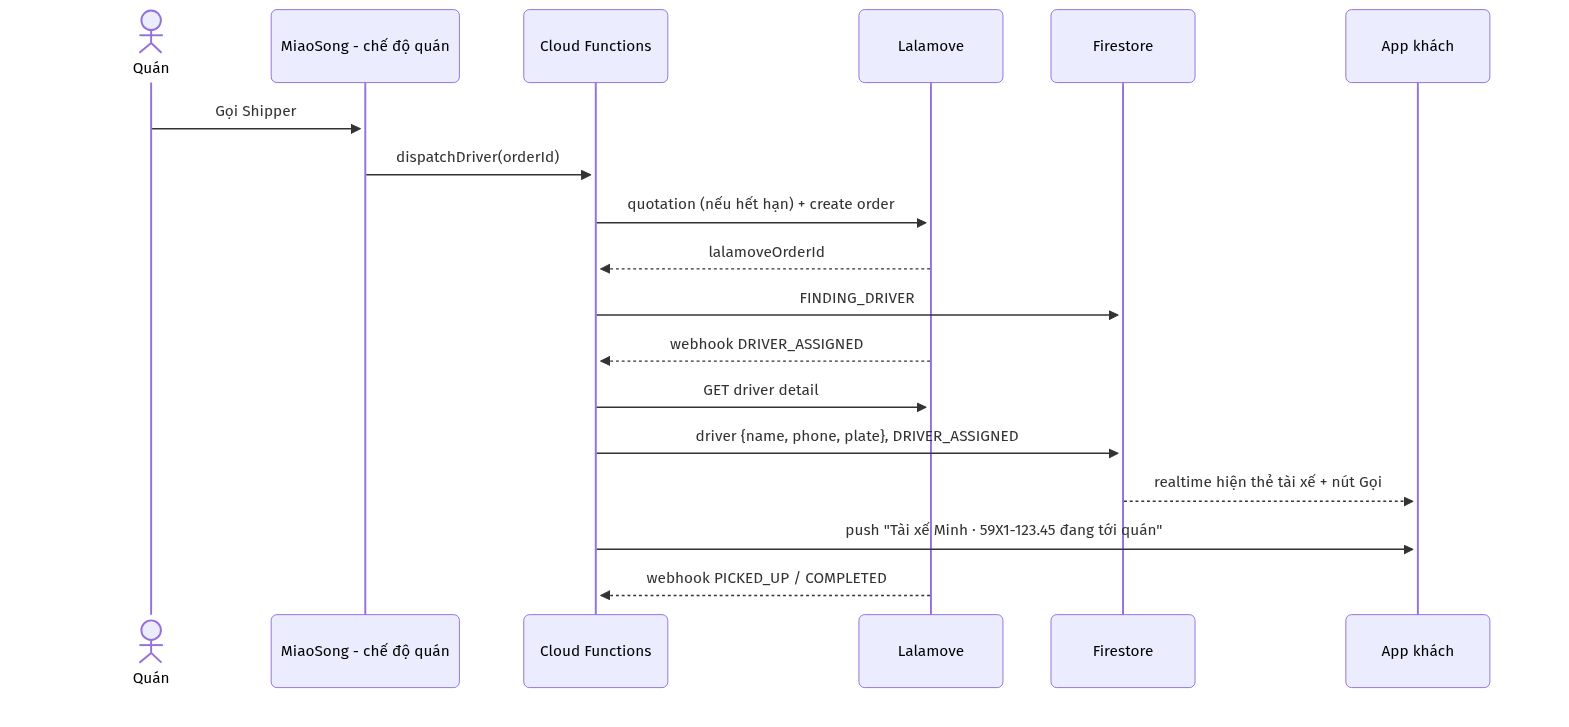 Quán
MiaoSong - chế độ quán
Cloud Functions
Lalamove
Firestore
App khách
Gọi Shipper
dispatchDriver(orderId)
quotation (nếu hết hạn) + create order
lalamoveOrderId
FINDING_DRIVER
webhook DRIVER_ASSIGNED
GET driver detail
driver {name, phone, plate}, DRIVER_ASSIGNED
realtime hiện thẻ tài xế + nút Gọi
push "Tài xế Minh · 59X1-123.45 đang tới quán"
webhook PICKED_UP / COMPLETED
Quán
MiaoSong - chế độ quán
Cloud Functions
Lalamove
Firestore
App khách